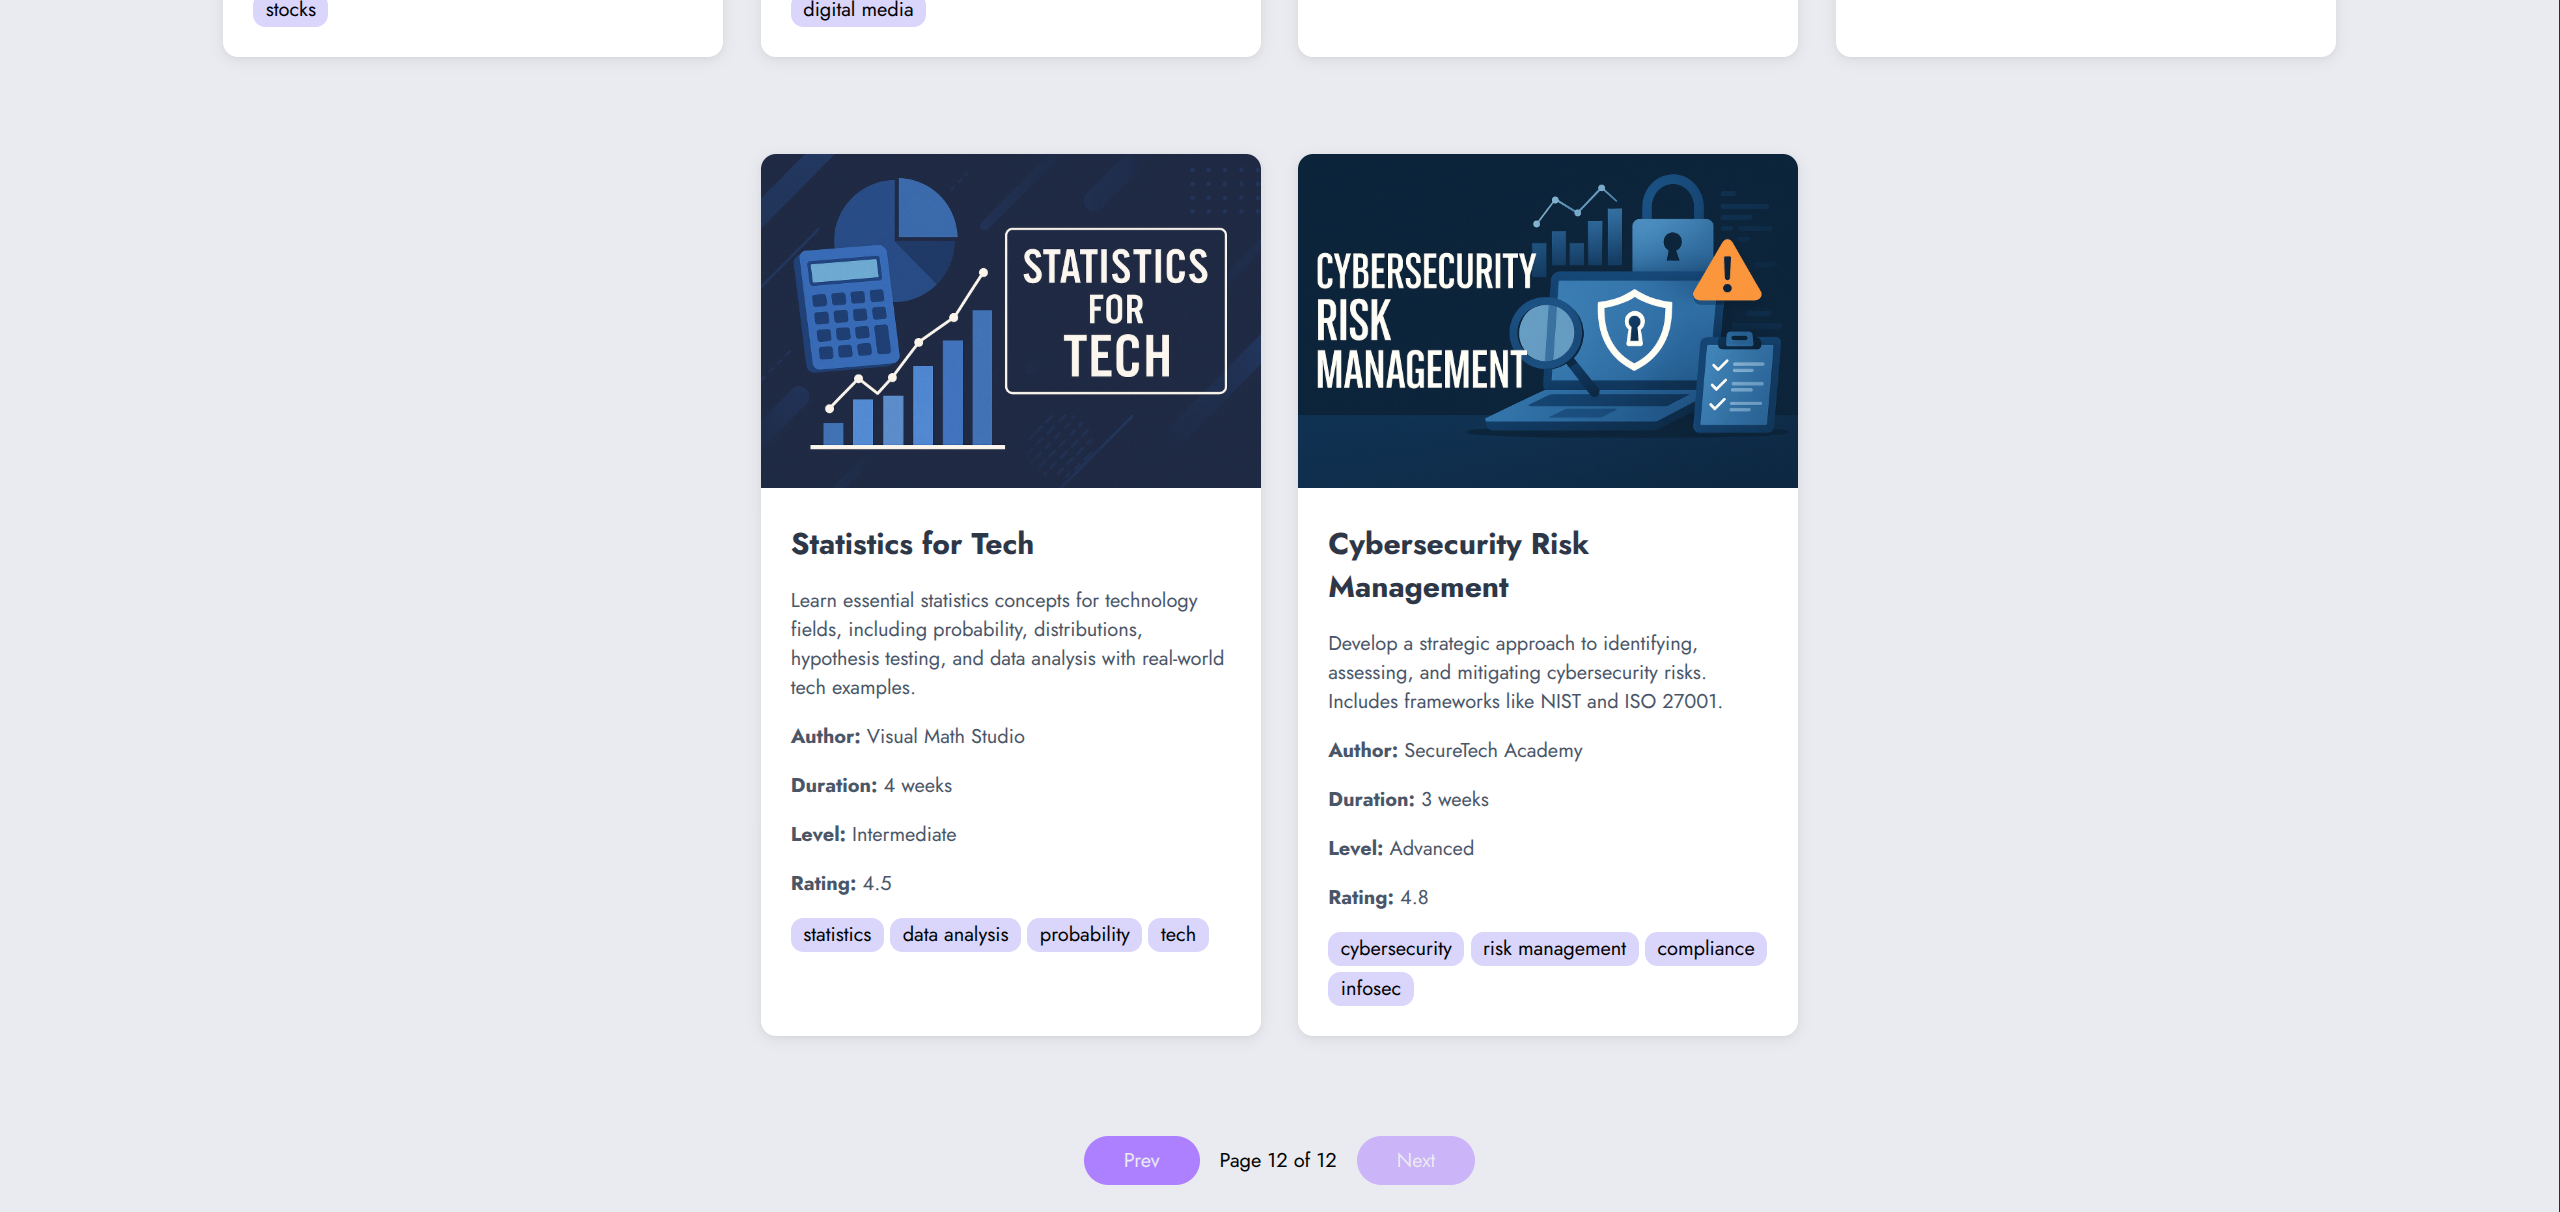 stocks
digital media
STATISTICS
FOR
TECH
Statistics for Tech
Learn essential statistics concepts for technology
fields, including probability, distributions,
hypothesis testing, and data analysis with real-world
tech examples.
Author: Visual Math Studio
Duration: 4 weeks
Level: Intermediate
Rating: 4.5
statistics
data analysis
probability
tech
CYBERSECURITY
RISK
MANAGEMENT
Cybersecurity Risk
Management
Develop a strategic approach to identifying,
assessing, and mitigating cybersecurity risks.
Includes frameworks like NIST and ISO 27001.
Author: SecureTech Academy
Duration: 3 weeks
Level: Advanced
Rating: 4.8
cybersecurity
risk management
compliance
infosec
Prev
Page 12 of 12
Next